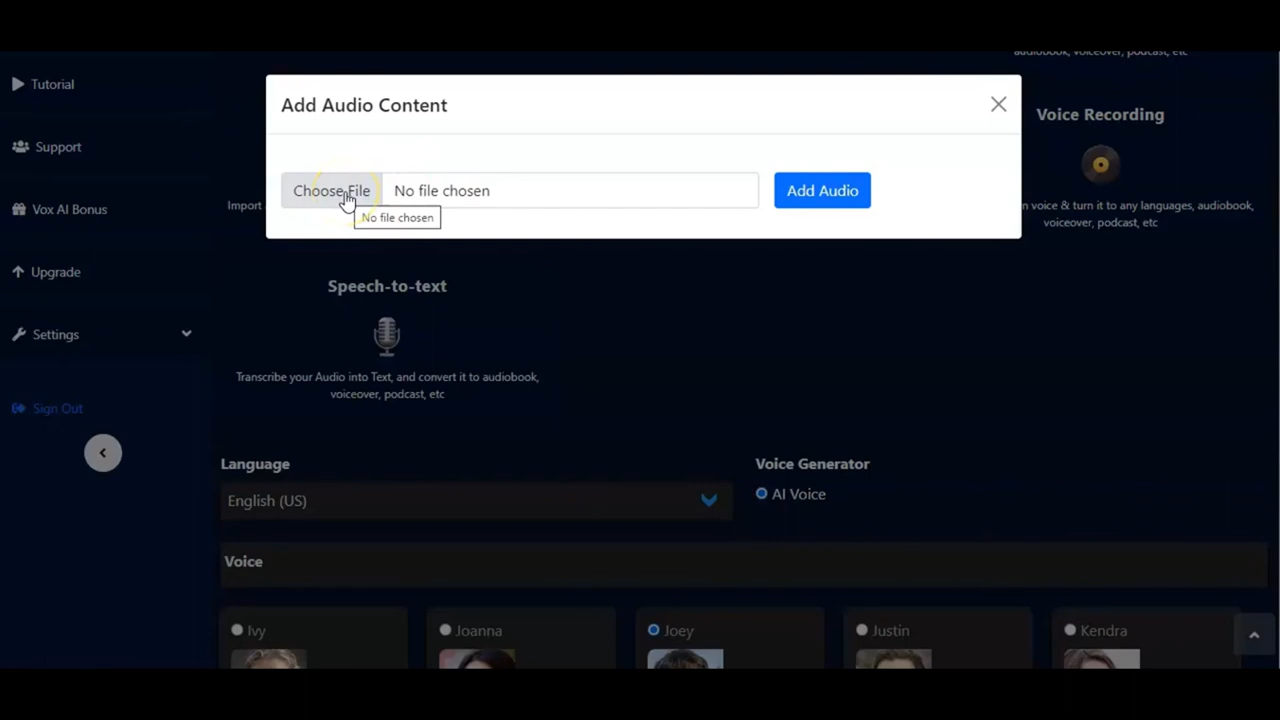 audiobook, voiceover, podcast, etc
Tutorial
Add Audio Content
Voice Recording
Support
Choose File
No file chosen
Add Audio
No file chosen
Vox AI Bonus
Import
n voice & turn it to any languages, audiobook,
voiceover, podcast, etc
Upgrade
Speech-to-text
Settings
Transcribe your Audio into Text, and convert it to audiobook,
voiceover, podcast, etc
Sign Out
Language
Voice Generator
English (US)
AI Voice
Voice
Ivy
Joanna
Joey
Justin
Kendra